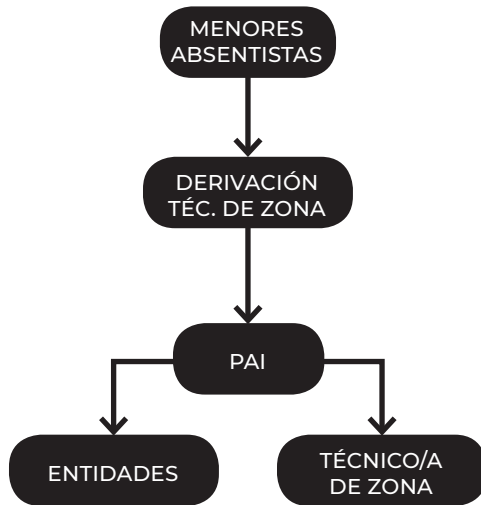 MENORES
ABSENTISTAS
DERIVACIÓN
TÉC. DE ZONA
PAI
ENTIDADES
TÉCNICO/A
DE ZONA